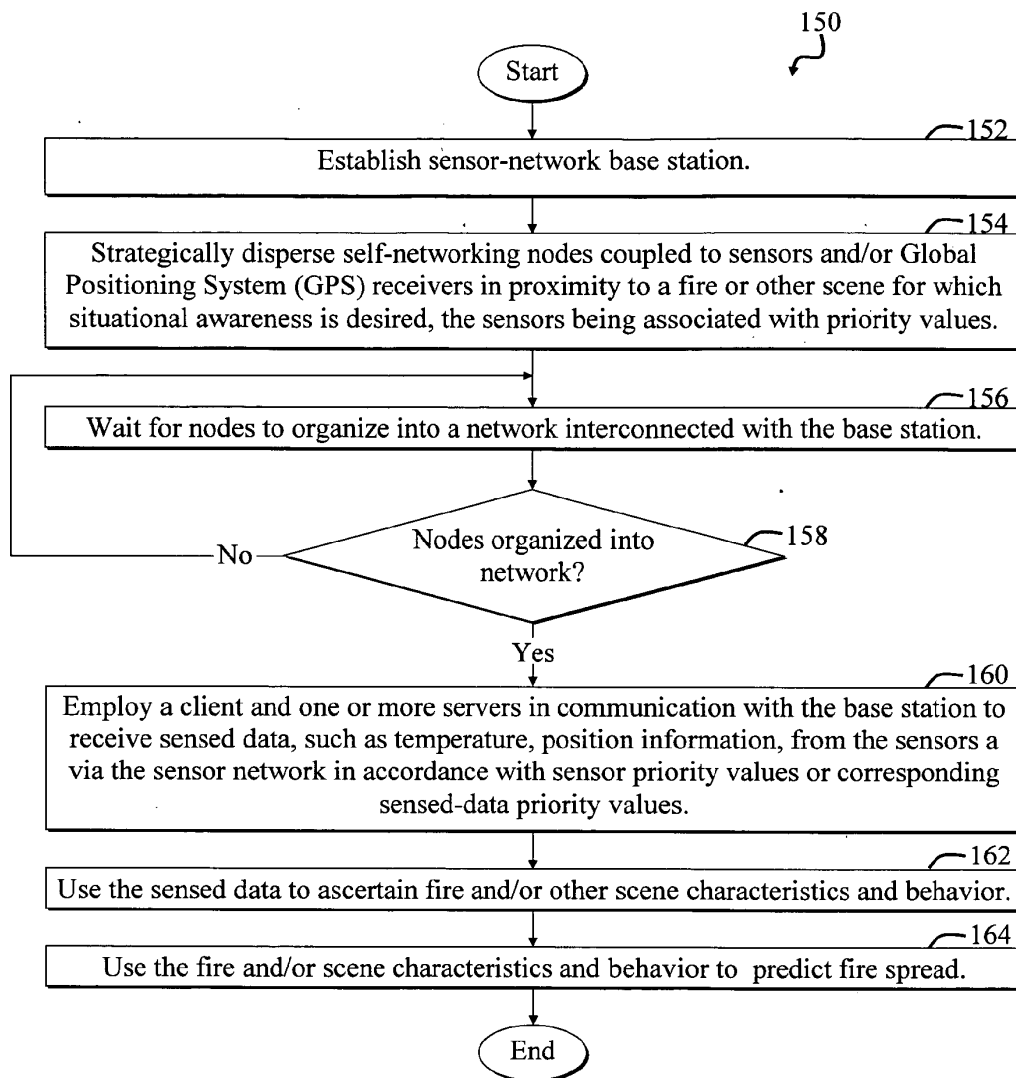 150
Start
152
Establish sensor-network base station.
154
Strategically disperse self-networking nodes coupled to sensors and/or Global
Positioning System (GPS) receivers in proximity to a fire or other scene for which
situational awareness is desired, the sensors being associated with priority values.
156
Wait for nodes to organize into a network interconnected with the base station.
158
Nodes organized into
network?
No
Yes
160
Employ a client and one or more servers in communication with the base station to
receive sensed data, such as temperature, position information, from the sensors a
via the sensor network in accordance with sensor priority values or corresponding
sensed-data priority values.
162
Use the sensed data to ascertain fire and/or other scene characteristics and behavior.
164
Use the fire and/or scene characteristics and behavior to predict fire spread.
End